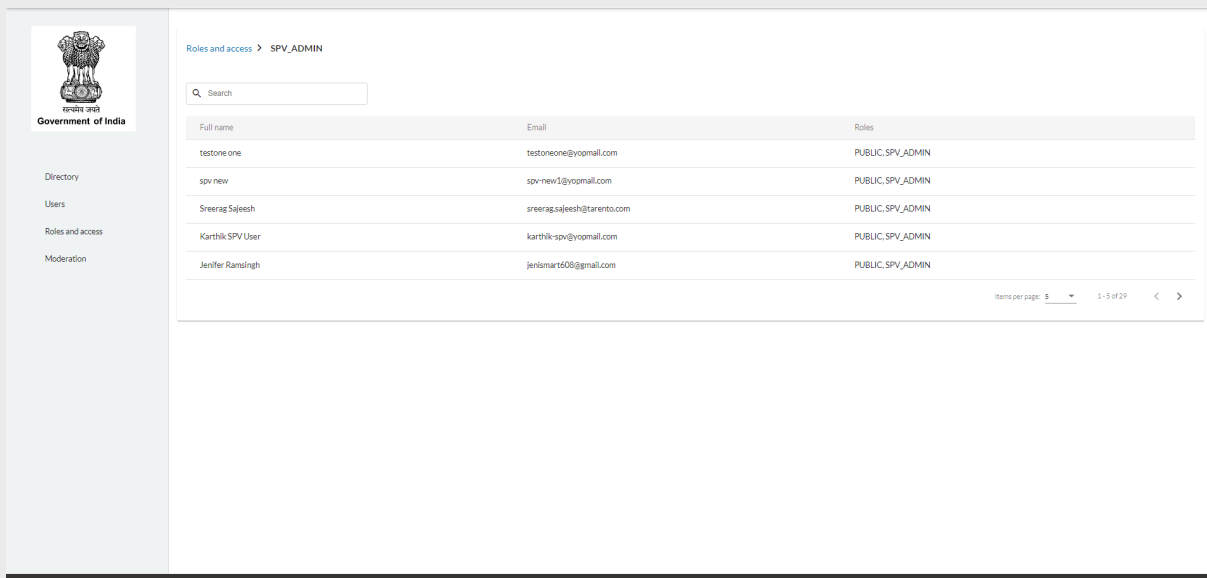 सत्यमेव जयते
Government of India
Directory
Users
Roles and access
Moderation
Roles and access > SPV_ADMIN
Search
Full name Email Roles
testone one testoneone@yopmail.com PUBLIC, SPV_ADMIN
spv new spv-new1@yopmail.com PUBLIC, SPV_ADMIN
Sreerag Sajeesh sreerag.sajeesh@tarento.com PUBLIC, SPV_ADMIN
Karthik SPV User karthik-spv@yopmail.com PUBLIC, SPV_ADMIN
Jenifer Ramsingh jenismart608@gmail.com PUBLIC, SPV_ADMIN
Items per page: 5 1 - 5 of 29